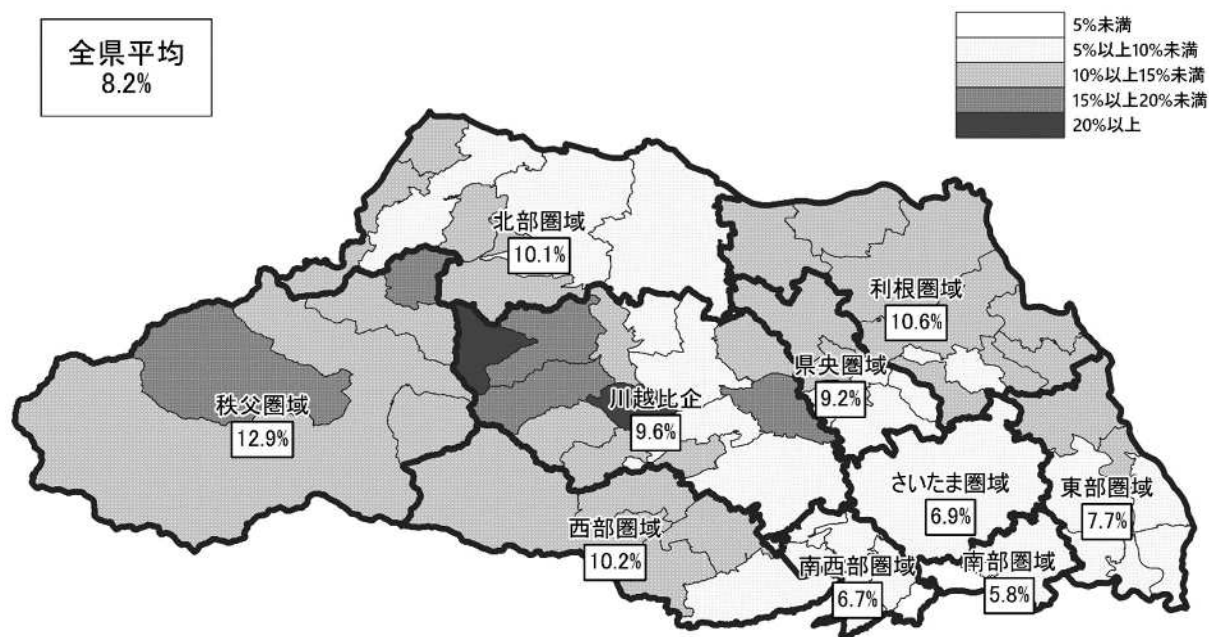 全県平均
8.2%
5%未満
5%以上10%未満
10%以上15%未満
15%以上20%未満
20%以上
北部圏域
10.1%
利根圏域
10.6%
県央圏域
9.2%
川越比企
9.6%
秩父圏域
12.9%
さいたま圏域
6.9%
東部圏域
7.7%
西部圏域
10.2%
南西部圏域
6.7%
南部圏域
5.8%